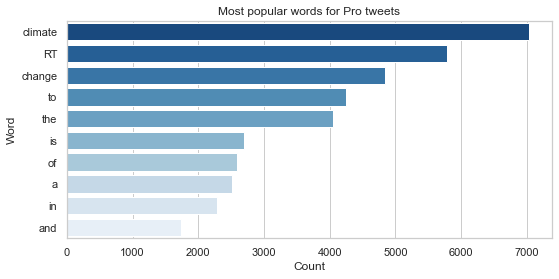 Most popular words for Pro tweets
Word
climate
RT
change
to
the
is
of
a
in
and
0 1000 2000 3000 4000 5000 6000 7000
Count